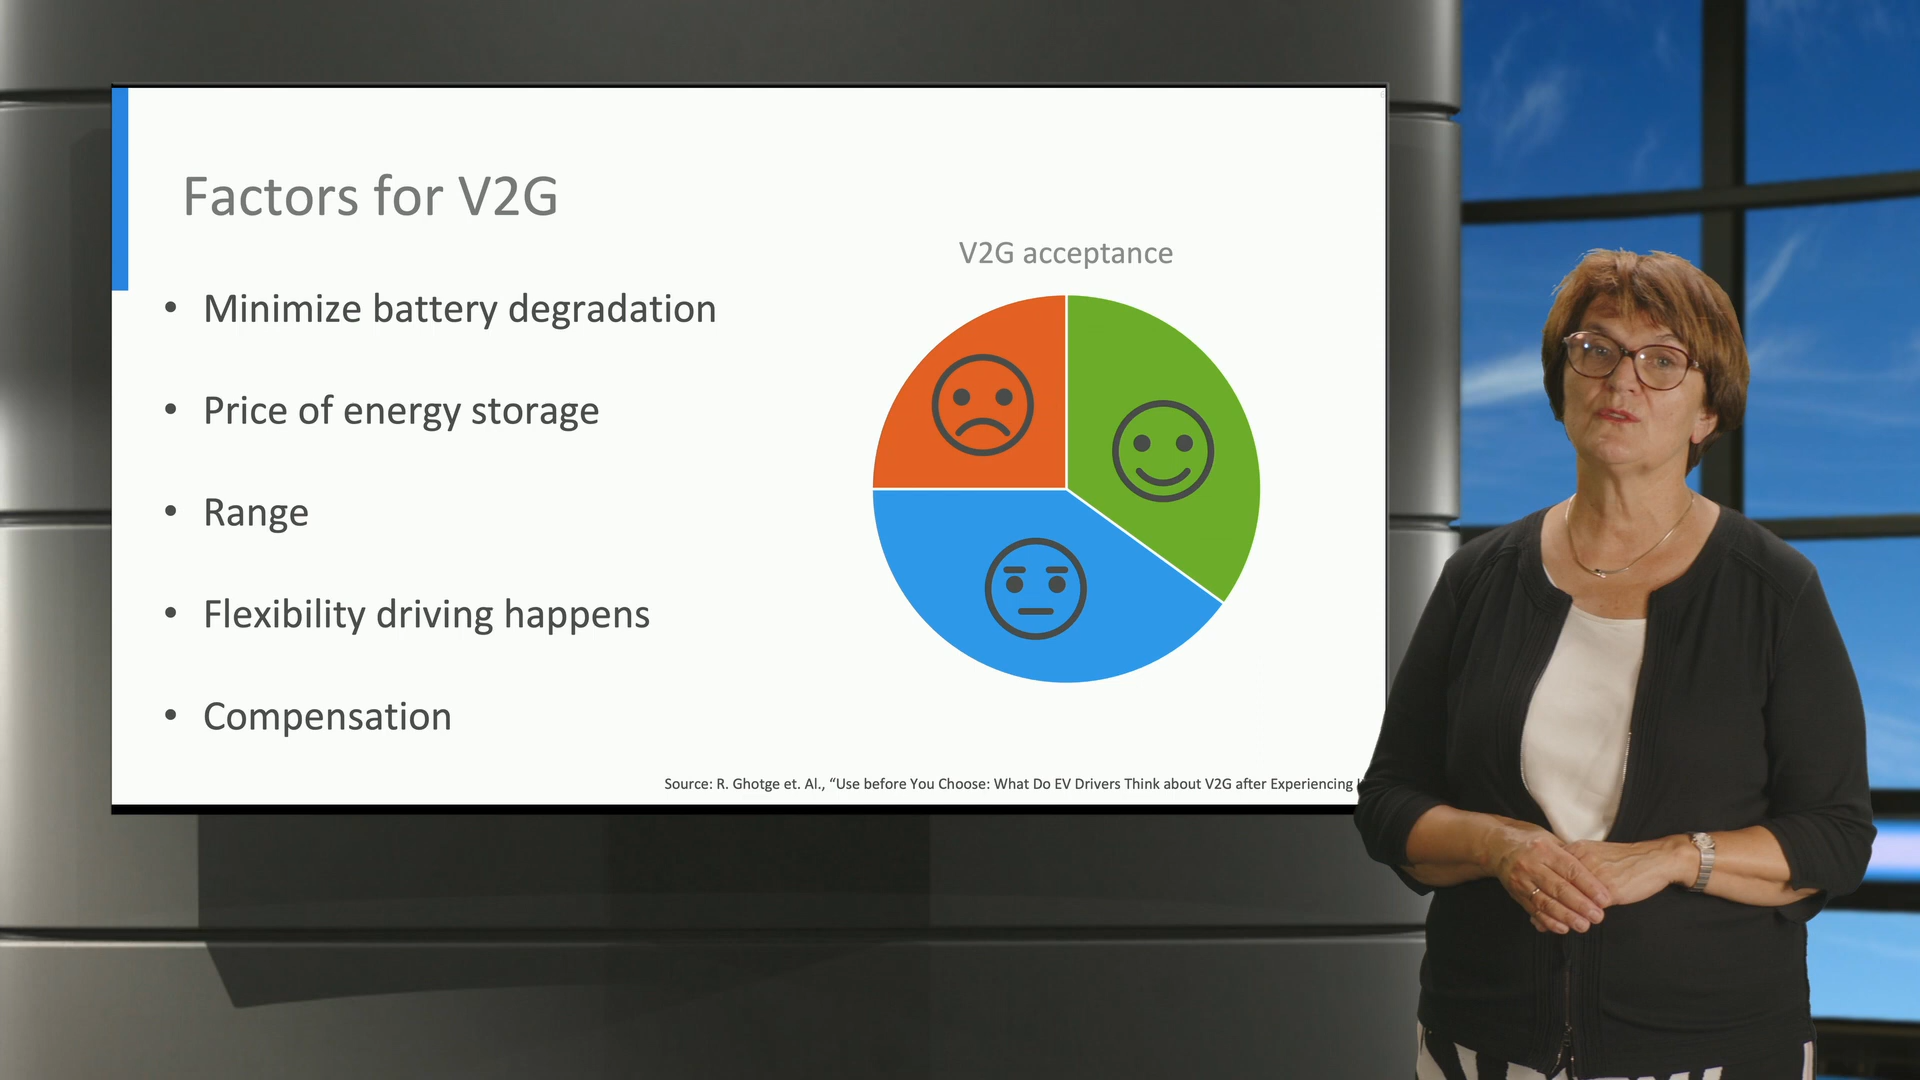 Factors for V2G
• Minimize battery degradation
• Price of energy storage
• Range
• Flexibility driving happens
• Compensation
V2G acceptance
Source: R. Ghotge et. Al., “Use before You Choose: What Do EV Drivers Think about V2G after Experiencing